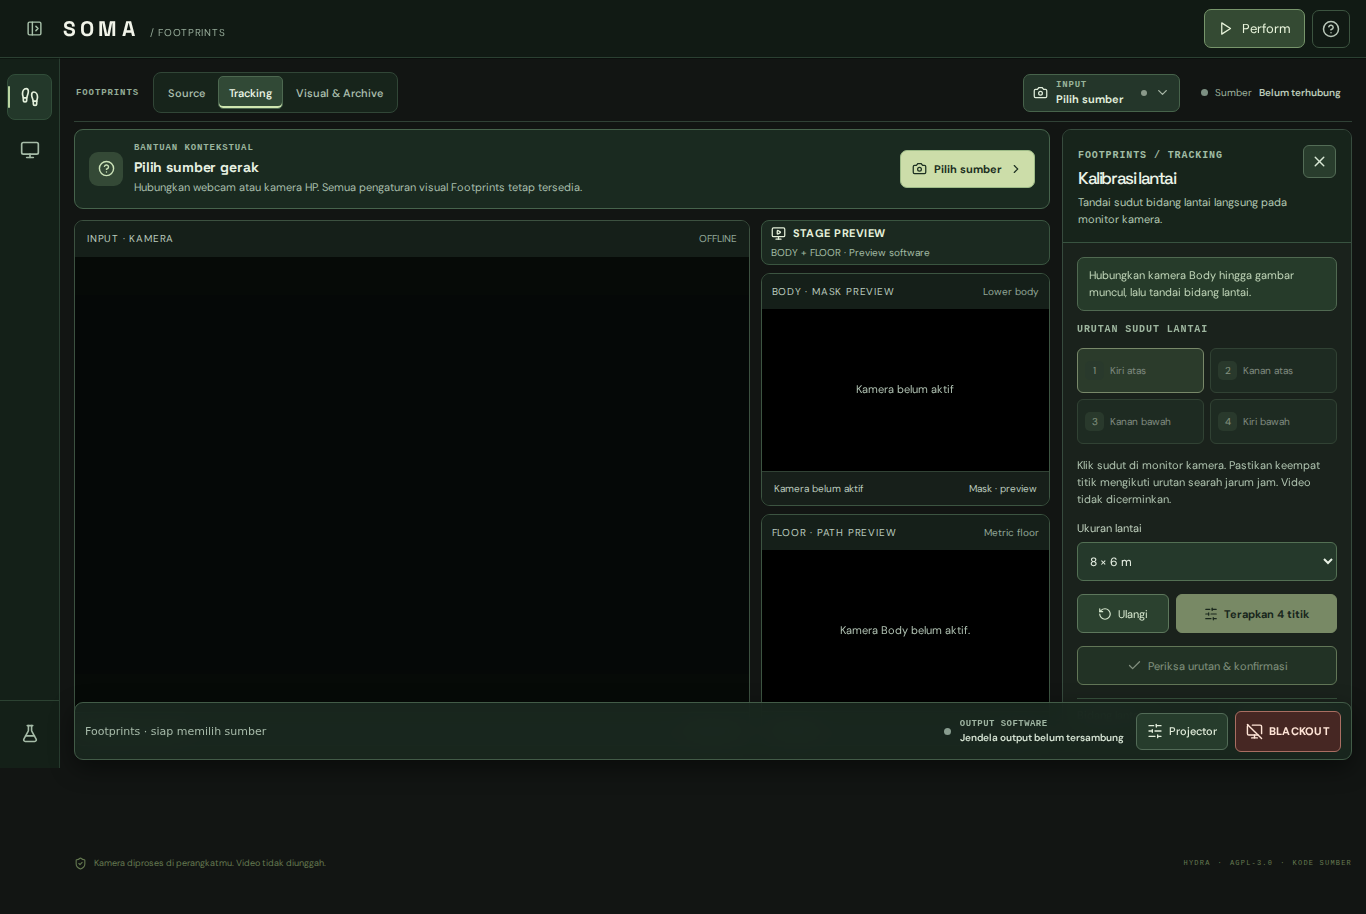 SOMA / FOOTPRINTS
Perform
FOOTPRINTS
Source
Tracking
Visual & Archive
INPUT
Pilih sumber
Sumber Belum terhubung
BANTUAN KONTEKSTUAL
Pilih sumber gerak
Hubungkan webcam atau kamera HP. Semua pengaturan visual Footprints tetap tersedia.
Pilih sumber
INPUT · KAMERA
OFFLINE
STAGE PREVIEW
BODY + FLOOR · Preview software
BODY · MASK PREVIEW
Lower body
Kamera belum aktif
Kamera belum aktif
Mask · preview
FLOOR · PATH PREVIEW
Metric floor
Kamera Body belum aktif.
FOOTPRINTS / TRACKING
Kalibrasi lantai
Tandai sudut bidang lantai langsung pada
monitor kamera.
Hubungkan kamera Body hingga gambar
muncul, lalu tandai bidang lantai.
URUTAN SUDUT LANTAI
1 Kiri atas
2 Kanan atas
3 Kanan bawah
4 Kiri bawah
Klik sudut di monitor kamera. Pastikan keempat
titik mengikuti urutan searah jarum jam. Video
tidak dicerminkan.
Ukuran lantai
8 × 6 m
Ulangi
Terapkan 4 titik
Periksa urutan & konfirmasi
Footprints · siap memilih sumber
OUTPUT SOFTWARE
Jendela output belum tersambung
Projector
BLACKOUT
Kamera diproses di perangkatmu. Video tidak diunggah.
HYDRA · AGPL-3.0 · KODE SUMBER